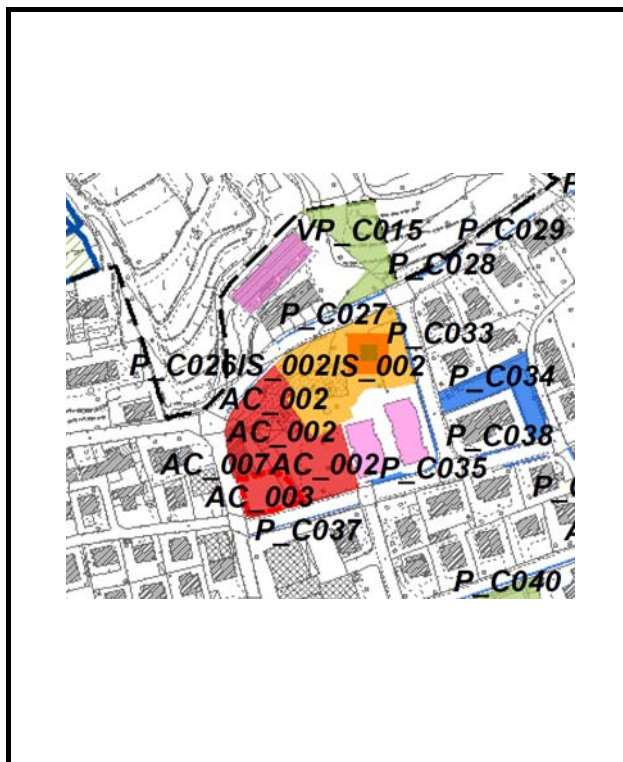 VP_C015 P_C029
P_C028
P_C027
P_C033
P_C026 IS_002 IS_002
P_C034
AC_002
AC_002
P_C038
AC_007 AC_002 P_C035
AC_003
P_C037
P_C040